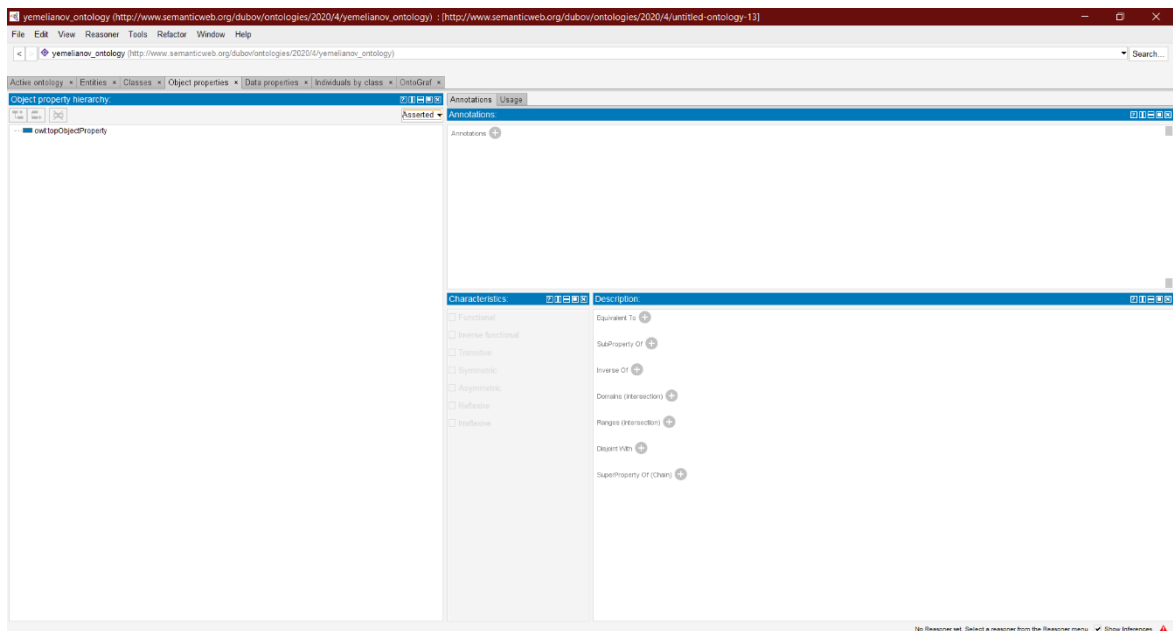 yemelianov_ontology (http://www.semanticweb.org/dubov/ontologies/2020/4/yemelianov_ontology) : [http://www.semanticweb.org/dubov/ontologies/2020/4/untitled-ontology-13]
File Edit View Reasoner Tools Refactor Window Help
< > yemelianov_ontology (http://www.semanticweb.org/dubov/ontologies/2020/4/yemelianov_ontology) Search...
Active ontology × Entities × Classes × Object properties × Data properties × Individuals by class × OntoGraf ×
Object property hierarchy:
Asserted
owl:topObjectProperty
Annotations Usage
Annotations:
Annotations
Characteristics:
Functional
Inverse functional
Transitive
Symmetric
Asymmetric
Reflexive
Irreflexive
Description:
Equivalent To
SubProperty Of
Inverse Of
Domains (intersection)
Ranges (intersection)
Disjoint With
SuperProperty Of (Chain)
No Reasoner set. Select a reasoner from the Reasoner menu Show Inferences